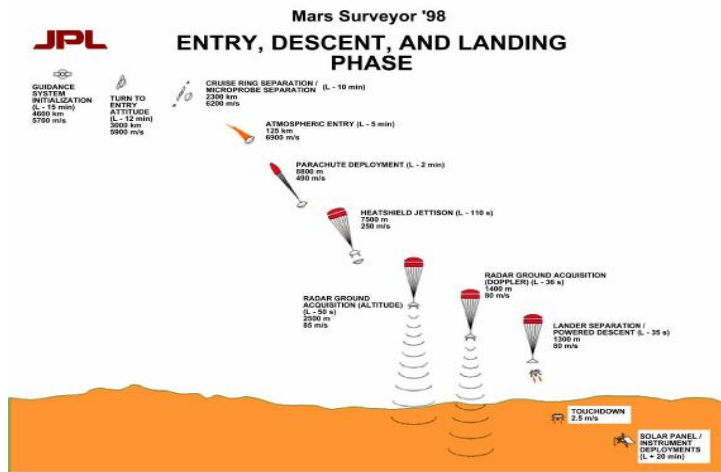 Mars Surveyor '98
JPL
ENTRY, DESCENT, AND LANDING
PHASE
GUIDANCE
SYSTEM
INITIALIZATION
(L - 15 min)
4600 km
5700 m/s
TURN TO
ENTRY
ATTITUDE
(L - 12 min)
3000 km
5900 m/s
CRUISE RING SEPARATION /
MICROPROBE SEPARATION
(L - 10 min)
2300 km
6200 m/s
ATMOSPHERIC ENTRY (L - 5 min)
125 km
6900 m/s
PARACHUTE DEPLOYMENT (L - 2 min)
8800 m
490 m/s
HEATSHIELD JETTISON (L - 110 s)
7500 m
250 m/s
RADAR GROUND
ACQUISITION (ALTITUDE)
(L - 50 s)
2500 m
85 m/s
RADAR GROUND ACQUISITION
(DOPPLER) (L - 36 s)
1400 m
80 m/s
LANDER SEPARATION /
POWERED DESCENT (L - 35 s)
1300 m
80 m/s
TOUCHDOWN
2.5 m/s
SOLAR PANEL /
INSTRUMENT
DEPLOYMENTS
(L + 20 min)